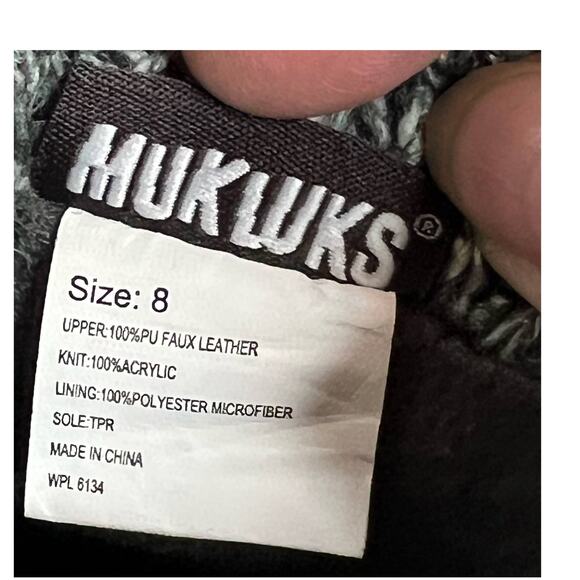 MUKLUKS®
Size: 8
UPPER:100%PU FAUX LEATHER
KNIT:100%ACRYLIC
LINING:100%POLYESTER MICROFIBER
SOLE:TPR
MADE IN CHINA
WPL 6134